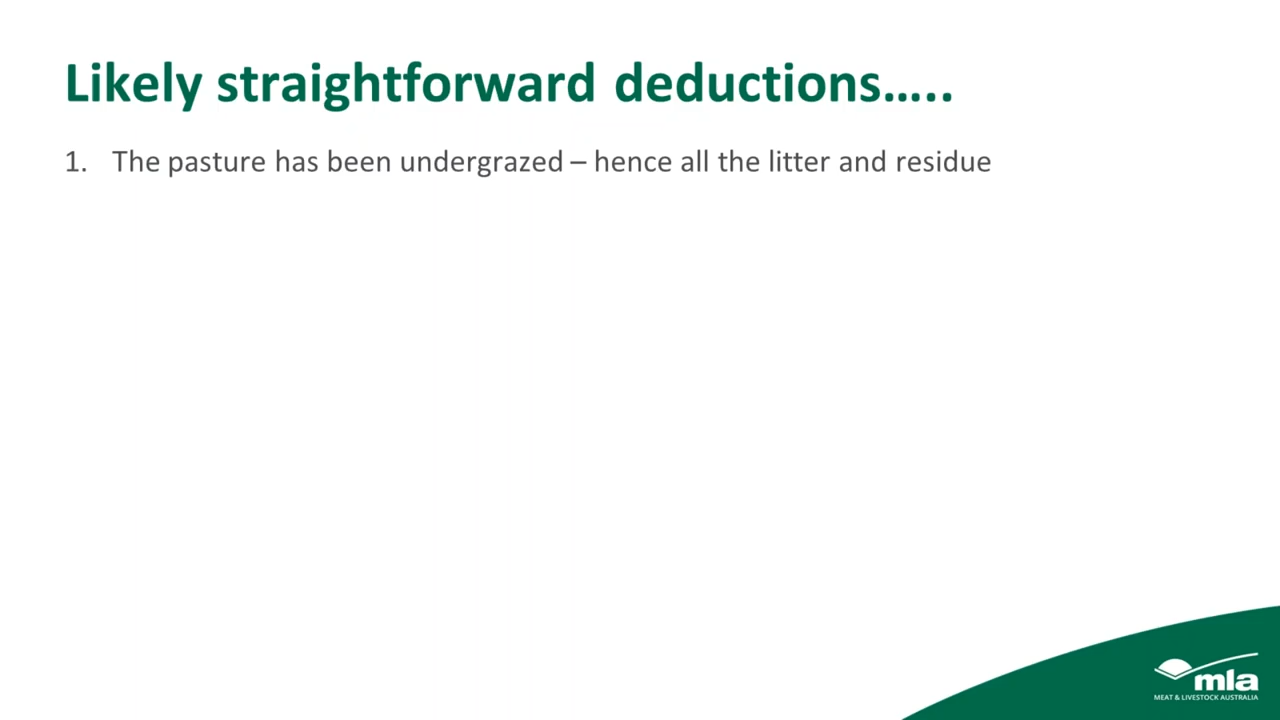 Likely straightforward deductions…..
1. The pasture has been undergrazed – hence all the litter and residue
mla
MEAT & LIVESTOCK AUSTRALIA